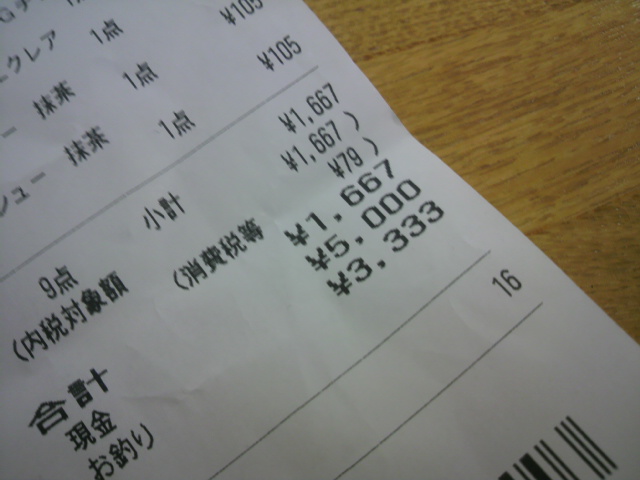 クレア 1点 ¥105
抹茶 1点 ¥105
シュー 抹茶 1点
小計 ¥1,667
9点 ¥1,667)
(内税対象額 (消費税等 ¥79)
合計 ¥1,667
現金 ¥5,000
お釣り ¥3,333
16